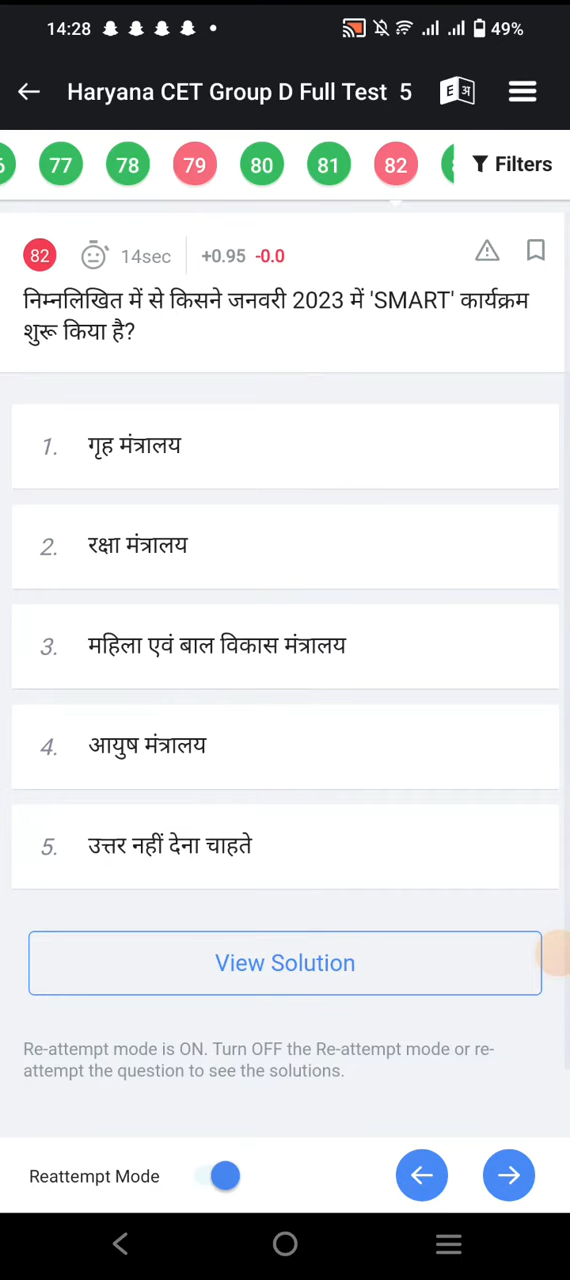 14:28 49%
Haryana CET Group D Full Test 5 E अ
77 78 79 80 81 82 Filters
82 14sec +0.95 -0.0
निम्नलिखित में से किसने जनवरी 2023 में 'SMART' कार्यक्रम
शुरू किया है?
1. गृह मंत्रालय
2. रक्षा मंत्रालय
3. महिला एवं बाल विकास मंत्रालय
4. आयुष मंत्रालय
5. उत्तर नहीं देना चाहते
View Solution
Re-attempt mode is ON. Turn OFF the Re-attempt mode or re-
attempt the question to see the solutions.
Reattempt Mode